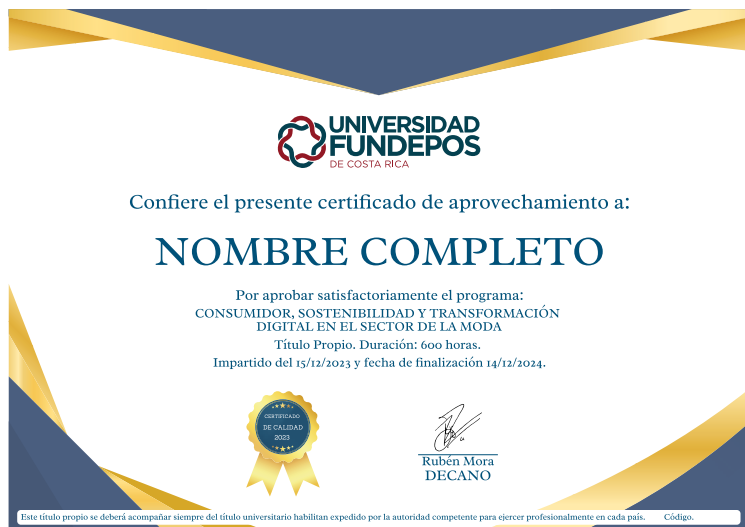 UNIVERSIDAD
FUNDEPOS
DE COSTA RICA
Confiere el presente certificado de aprovechamiento a:
NOMBRE COMPLETO
Por aprobar satisfactoriamente el programa:
CONSUMIDOR, SOSTENIBILIDAD Y TRANSFORMACIÓN
DIGITAL EN EL SECTOR DE LA MODA
Título Propio. Duración: 600 horas.
Impartido del 15/12/2023 y fecha de finalización 14/12/2024.
CERTIFICADO
DE CALIDAD
2023
Rubén Mora
DECANO
Este título propio se deberá acompañar siempre del título universitario habilitan expedido por la autoridad competente para ejercer profesionalmente en cada país. Código.